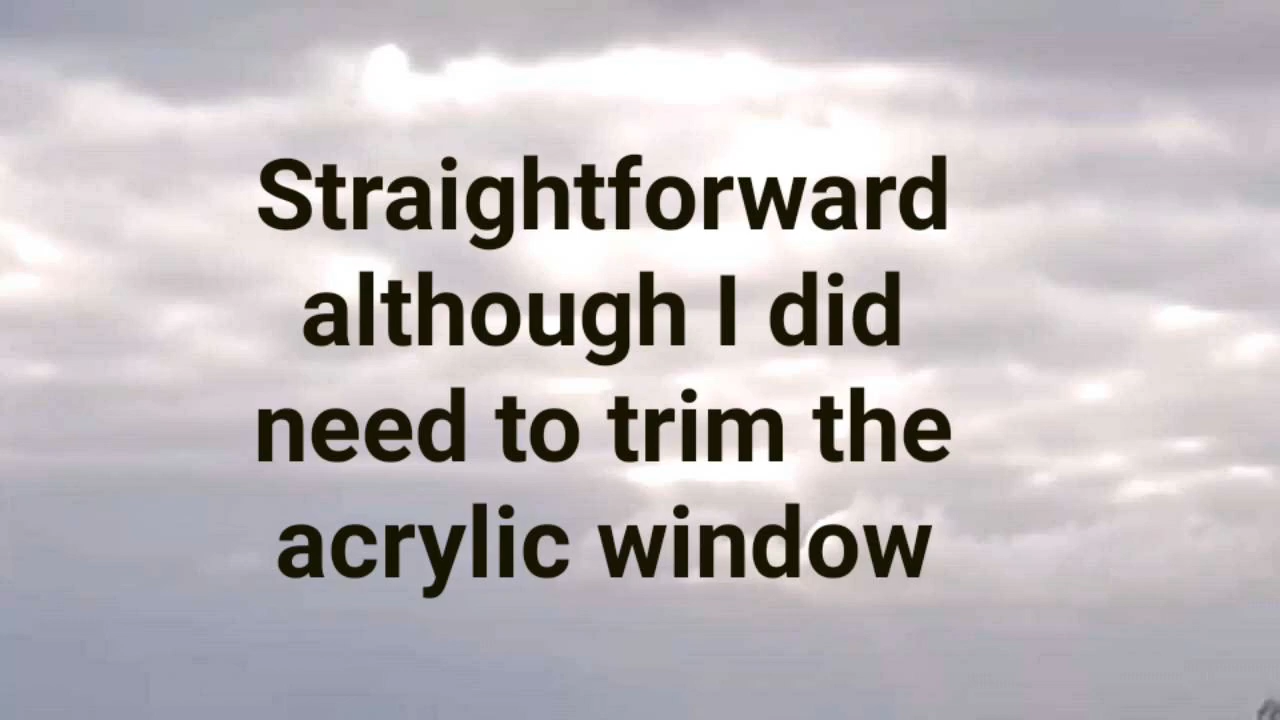 Straightforward
although I did
need to trim the
acrylic window